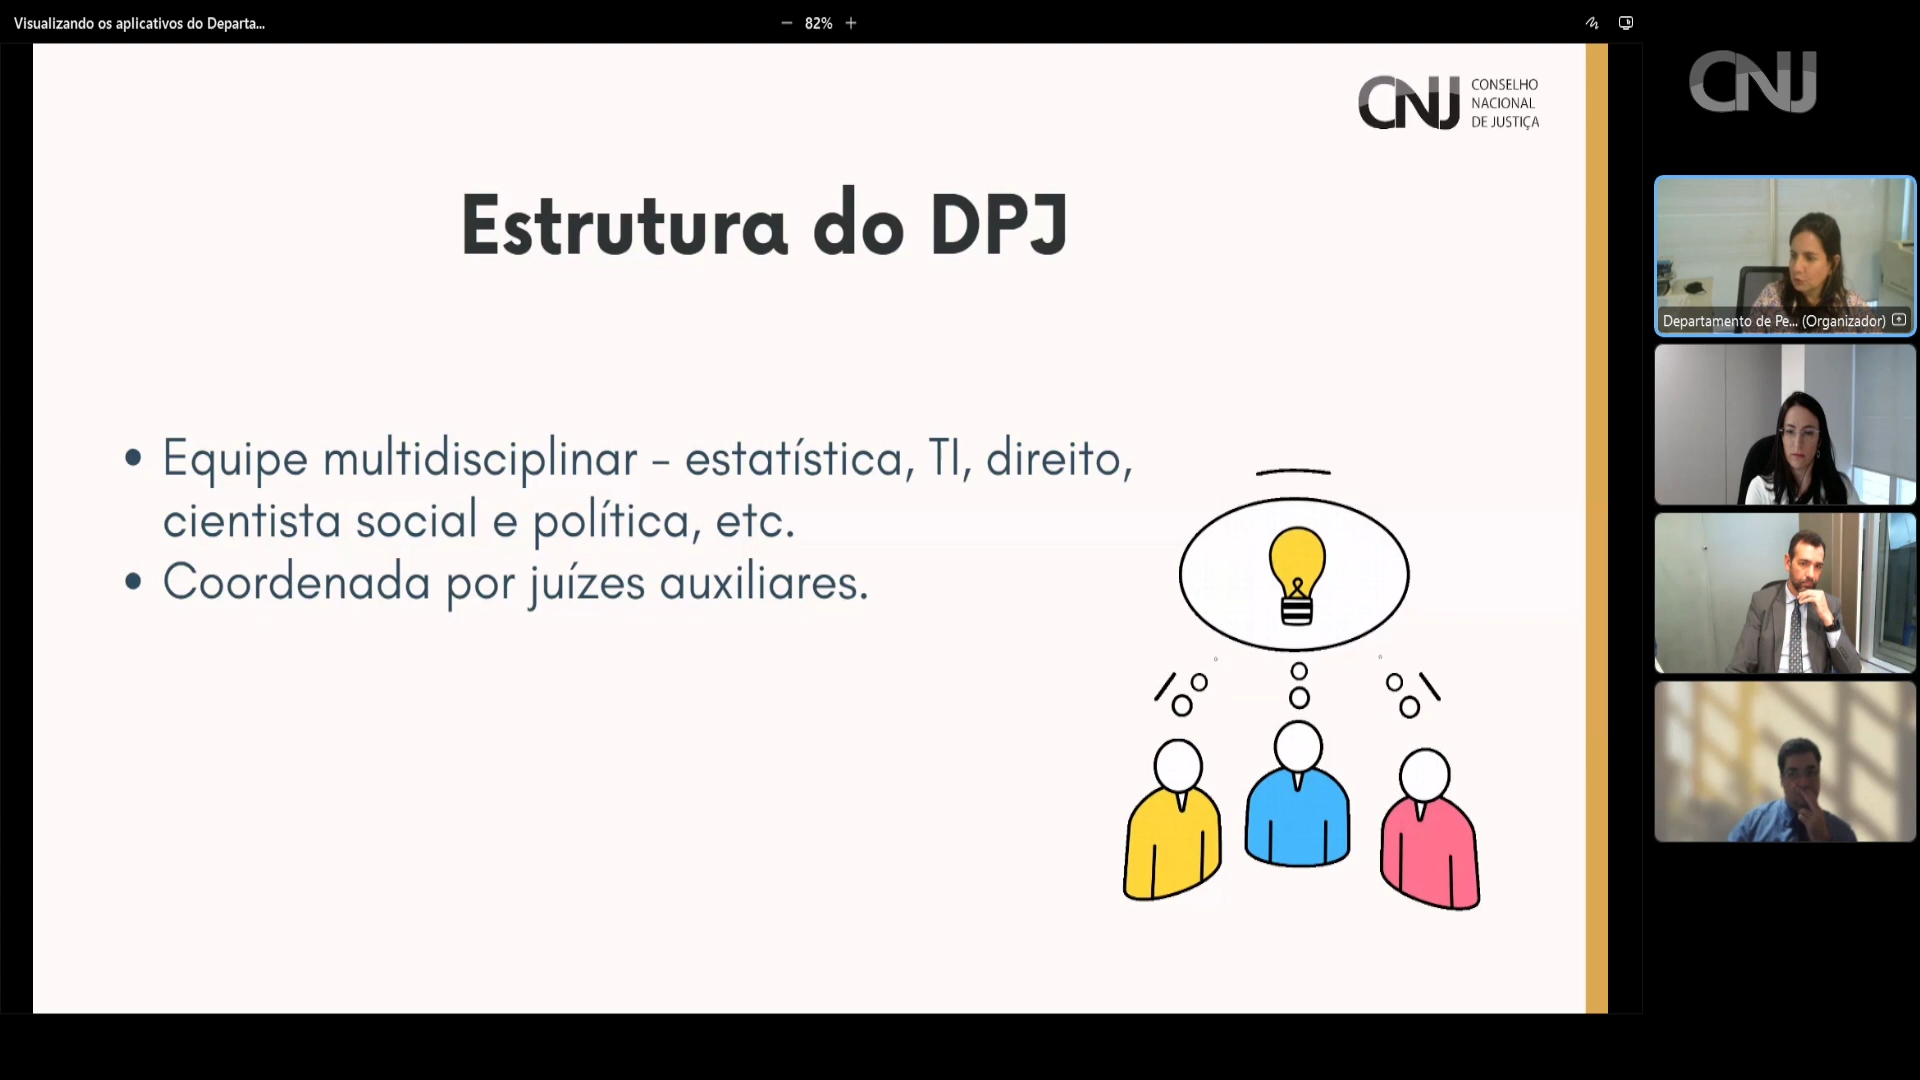 Visualizando os aplicativos do Departa...
82%
CNJ
CONSELHO
NACIONAL
DE JUSTIÇA
CNJ
Estrutura do DPJ
• Equipe multidisciplinar – estatística, TI, direito,
cientista social e política, etc.
• Coordenada por juízes auxiliares.
Departamento de Pe... (Organizador)